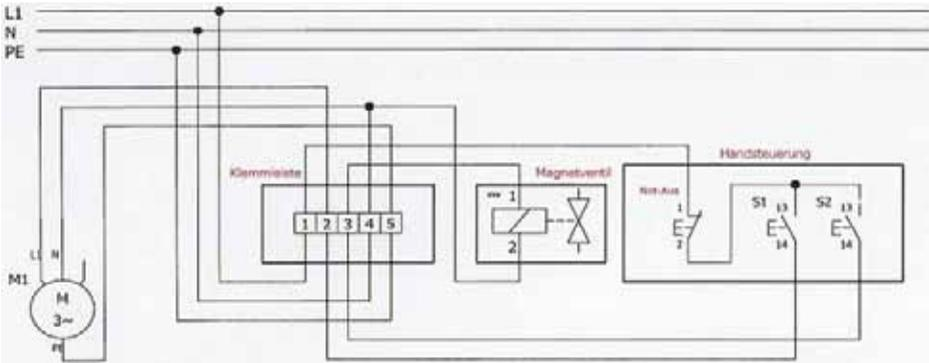 L1
N
PE
Klemmleiste
Magnetventil
Handsteuerung
Not-Aus
1 2 3 4 5
1
2
1
2
S1 13
14
S2 13
14
L1 N
M1
M
3~
PE